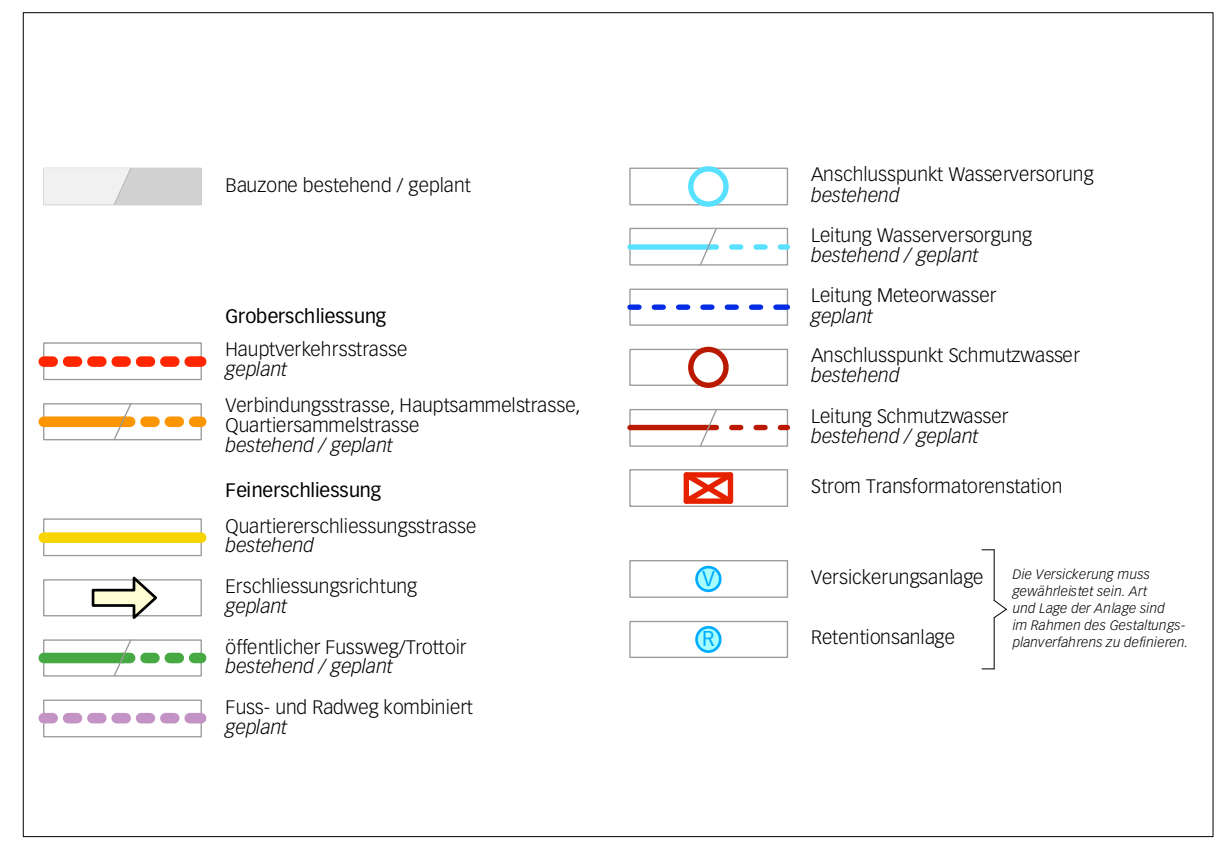 Bauzone bestehend / geplant
Groberschliessung
Hauptverkehrsstrasse
geplant
Verbindungsstrasse, Hauptsammelstrasse,
Quartiersammelstrasse
bestehend / geplant
Feinerschliessung
Quartiererschliessungsstrasse
bestehend
Erschliessungsrichtung
geplant
öffentlicher Fussweg/Trottoir
bestehend / geplant
Fuss- und Radweg kombiniert
geplant
Anschlusspunkt Wasserversorung
bestehend
Leitung Wasserversorgung
bestehend / geplant
Leitung Meteorwasser
geplant
Anschlusspunkt Schmutzwasser
bestehend
Leitung Schmutzwasser
bestehend / geplant
Strom Transformatorenstation
V
Versickerungsanlage
R
Retentionsanlage
Die Versickerung muss
gewährleistet sein. Art
und Lage der Anlage sind
im Rahmen des Gestaltungs-
planverfahrens zu definieren.